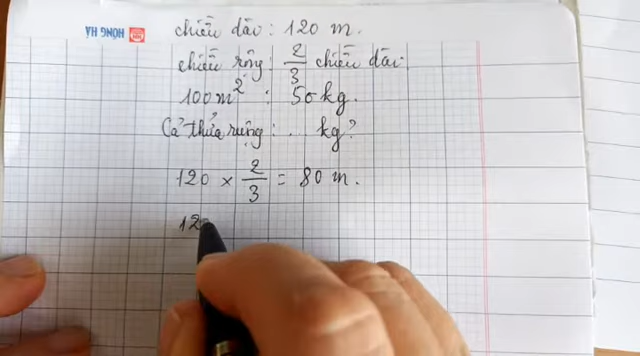 HỒNG HÀ
chiều dài : 120 m.
chiều rộng : 2/3 chiều dài.
100m² : 50kg.
Cả thửa ruộng : ... kg?
120 × 2/3 = 80 m.
12